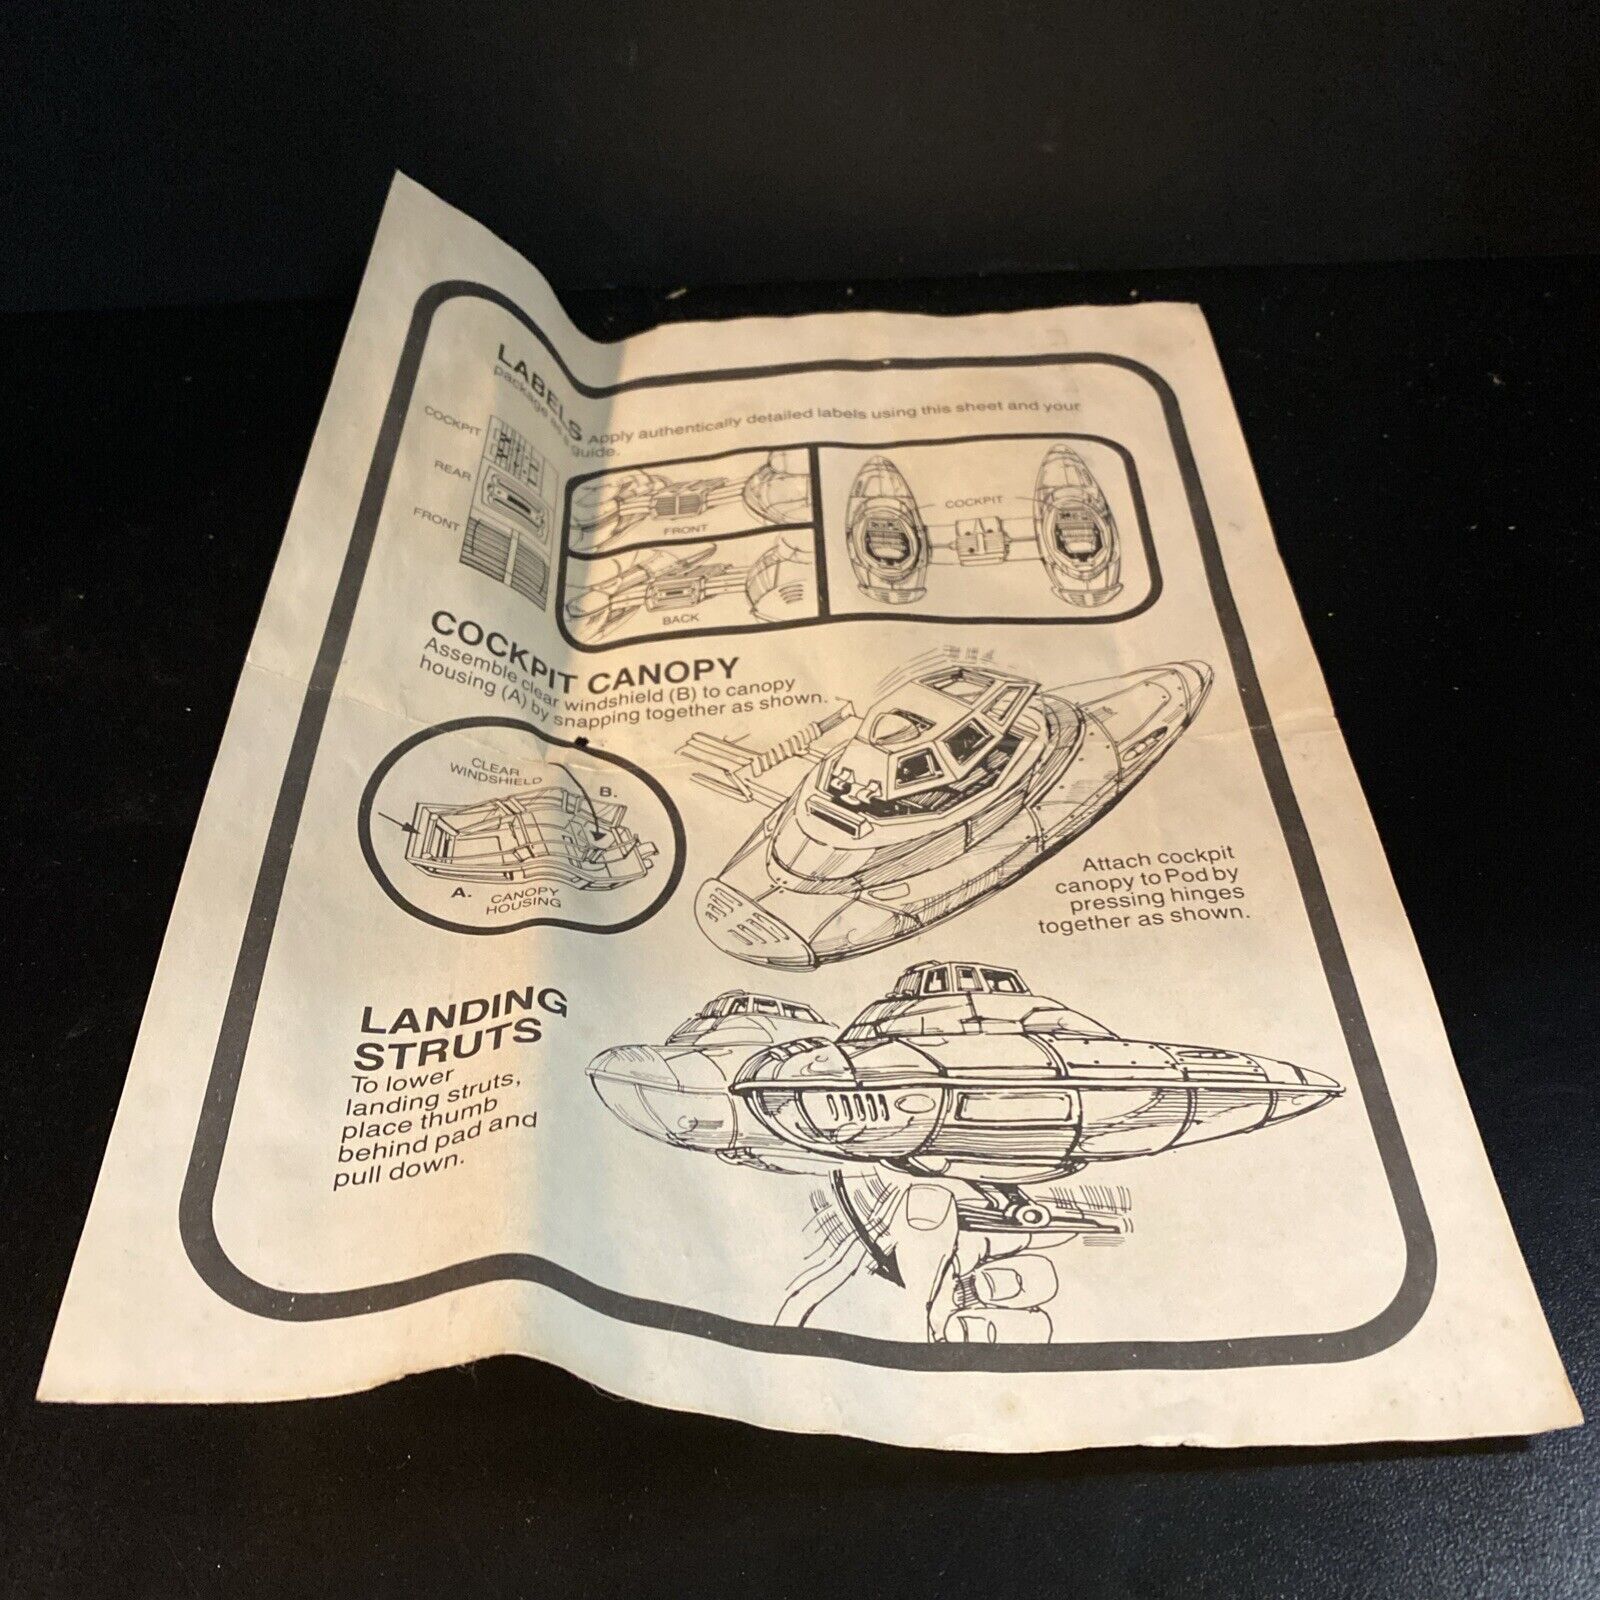 LABELS Apply authentically detailed labels using this sheet and your
package as a guide.
COCKPIT
REAR
FRONT
FRONT
BACK
COCKPIT
COCKPIT CANOPY
Assemble clear windshield (B) to canopy
housing (A) by snapping together as shown.
CLEAR
WINDSHIELD
B.
A. CANOPY
HOUSING
Attach cockpit
canopy to Pod by
pressing hinges
together as shown.
LANDING
STRUTS
To lower
landing struts,
place thumb
behind pad and
pull down.